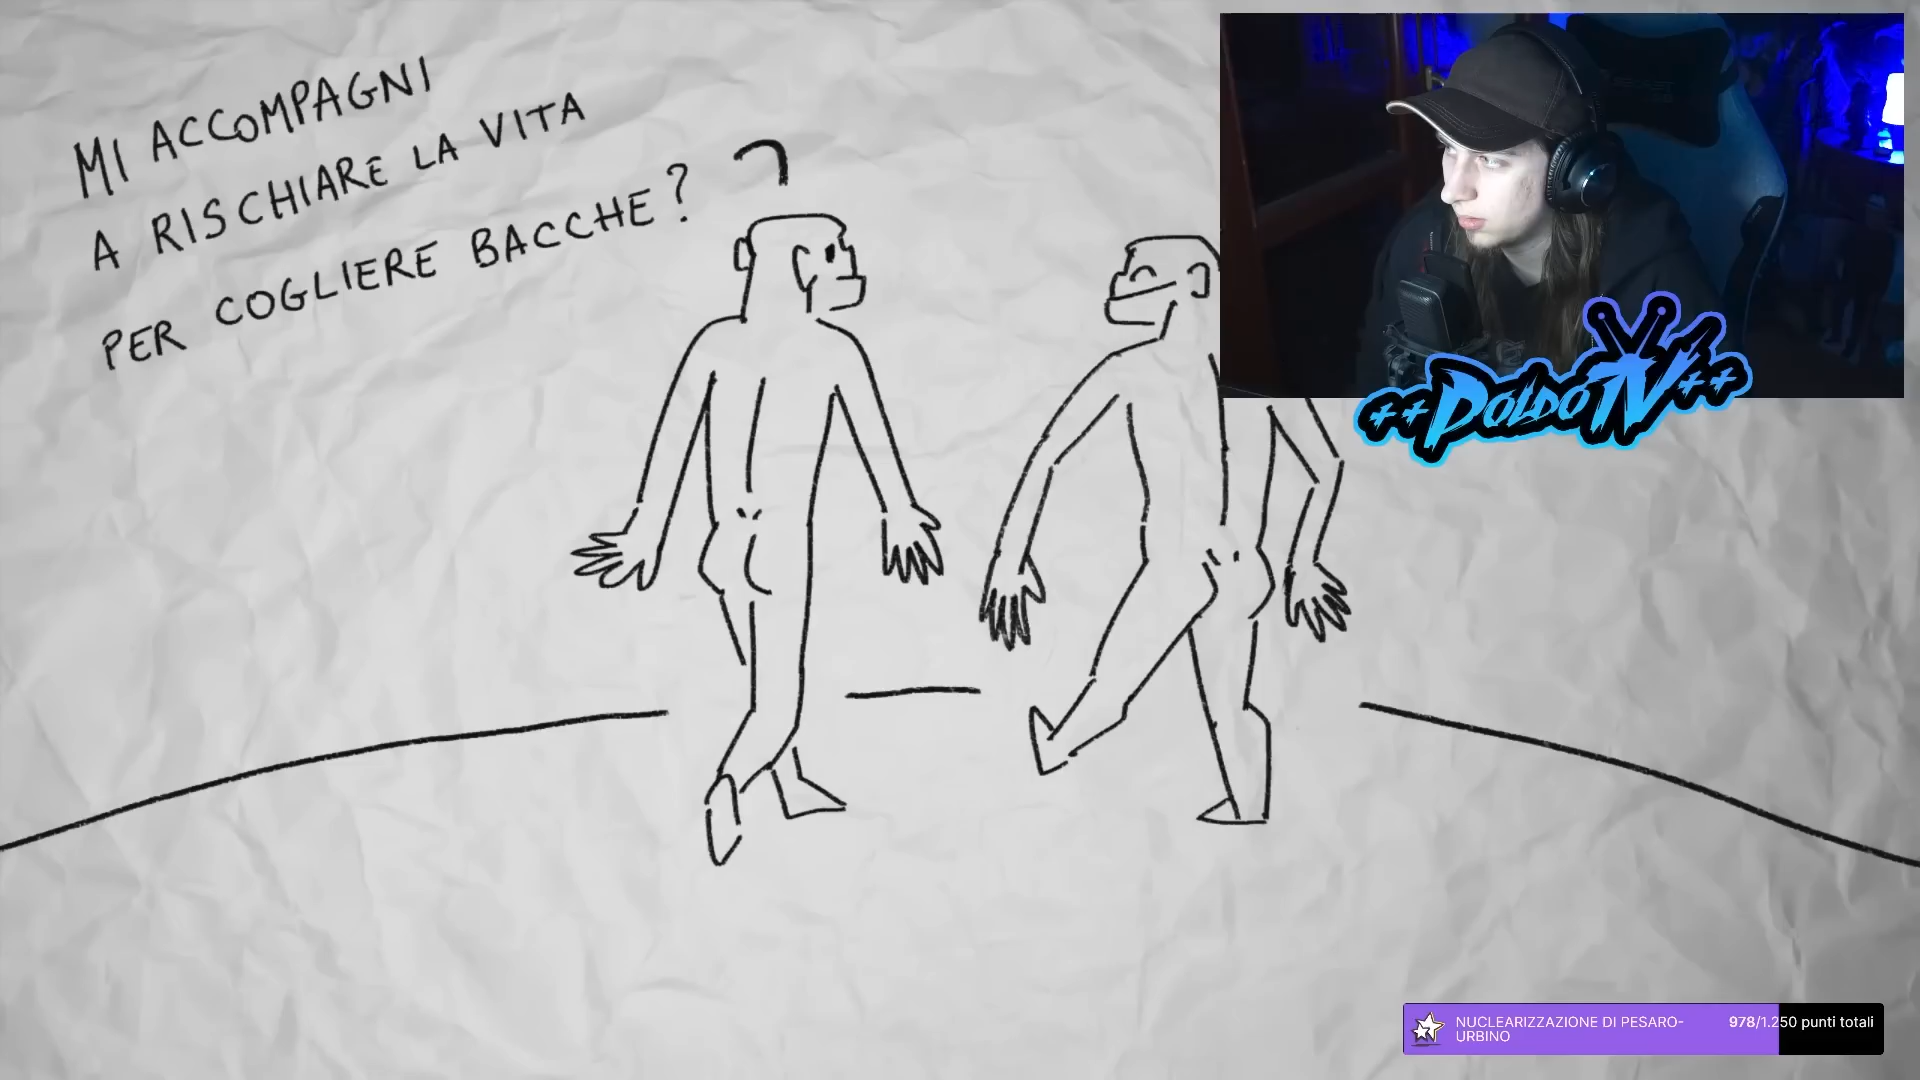 MI ACCOMPAGNI
A RISCHIARE LA VITA
PER COGLIERE BACCHE?
++DOLDOTV++
NUCLEARIZZAZIONE DI PESARO-
URBINO
978/1.250 punti totali